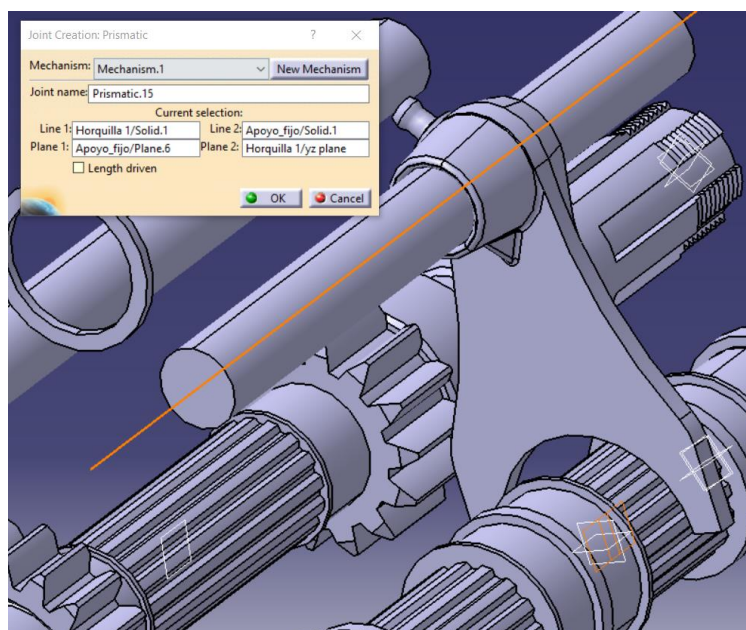 Joint Creation: Prismatic ? ×
Mechanism: Mechanism.1 New Mechanism
Joint name: Prismatic.15
Current selection:
Line 1: Horquilla 1/Solid.1 Line 2: Apoyo_fijo/Solid.1
Plane 1: Apoyo_fijo/Plane.6 Plane 2: Horquilla 1/yz plane
Length driven
OK Cancel